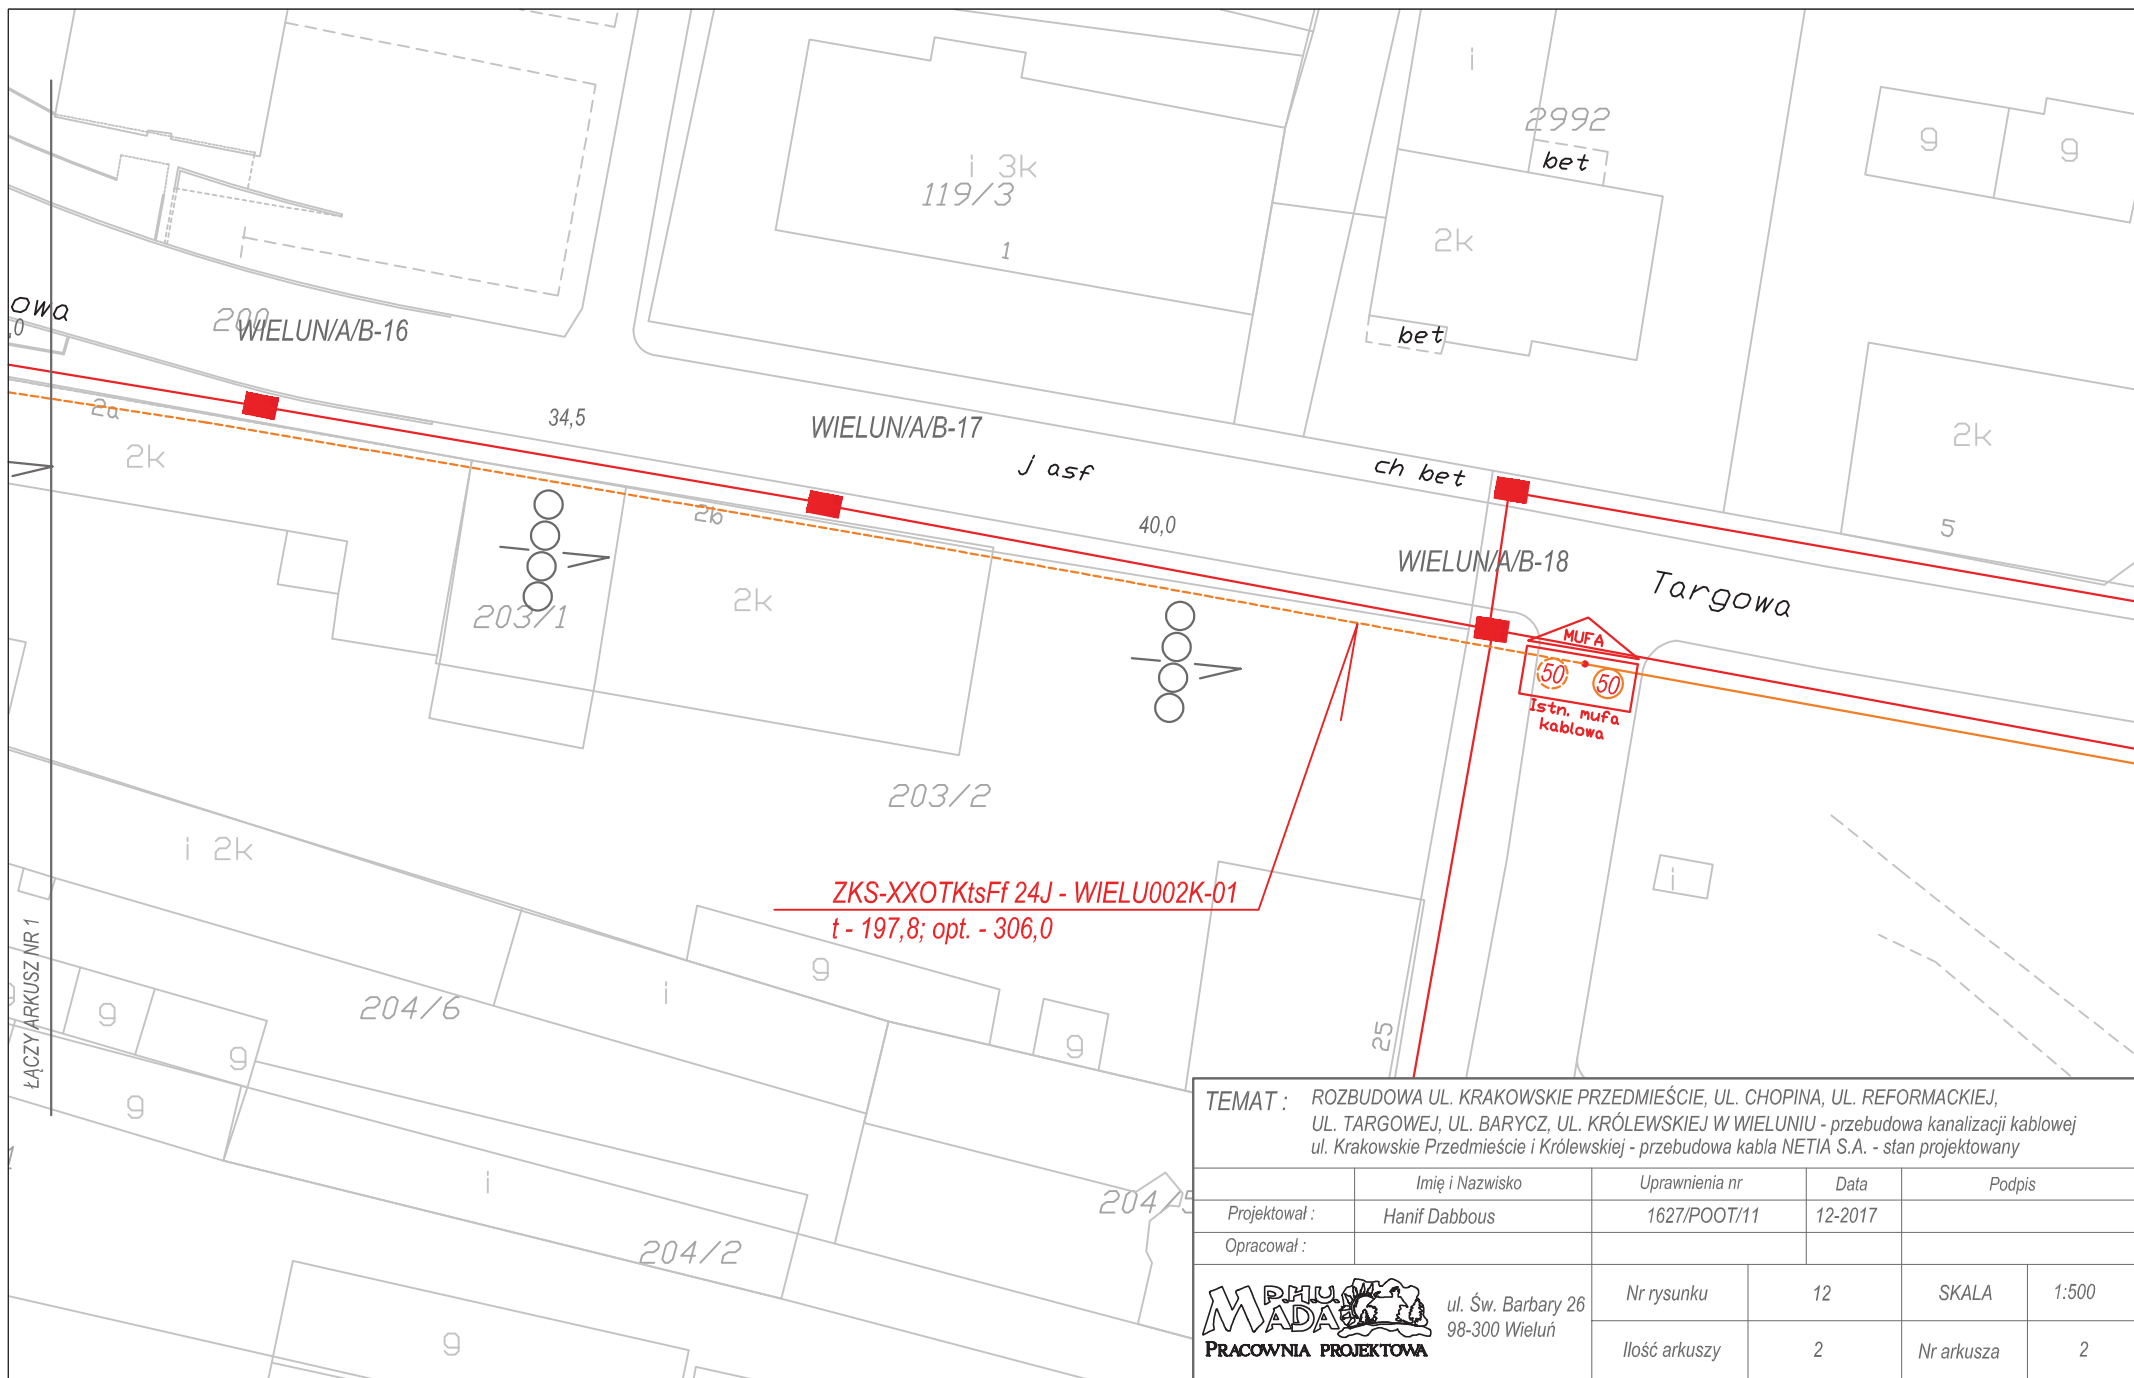 i
2992
bet
9
9
i 3k
119/3
1
2k
owa
,0
200
WIELUN/A/B-16
bet
2a
34,5
WIELUN/A/B-17
2k
j asf
ch bet
2k
2b
40,0
5
WIELUN/A/B-18
Targowa
203/1
2k
MUFA
50
50
Istn. mufa
kablowa
203/2
i 2k
i
ZKS-XXOTKtsFf 24J - WIELU002K-01
t - 197,8; opt. - 306,0
ŁĄCZY ARKUSZ NR 1
g
g
204/6
i
g
g
25
g
g
i
204/2
204/5
g
TEMAT :
ROZBUDOWA UL. KRAKOWSKIE PRZEDMIEŚCIE, UL. CHOPINA, UL. REFORMACKIEJ,
UL. TARGOWEJ, UL. BARYCZ, UL. KRÓLEWSKIEJ W WIELUNIU - przebudowa kanalizacji kablowej
ul. Krakowskie Przedmieście i Królewskiej - przebudowa kabla NETIA S.A. - stan projektowany
Imię i Nazwisko
Uprawnienia nr
Data
Podpis
Projektował :
Hanif Dabbous
1627/POOT/11
12-2017
Opracował :
P.H.U.
MADA
PRACOWNIA PROJEKTOWA
ul. Św. Barbary 26
98-300 Wieluń
Nr rysunku
12
SKALA
1:500
Ilość arkuszy
2
Nr arkusza
2